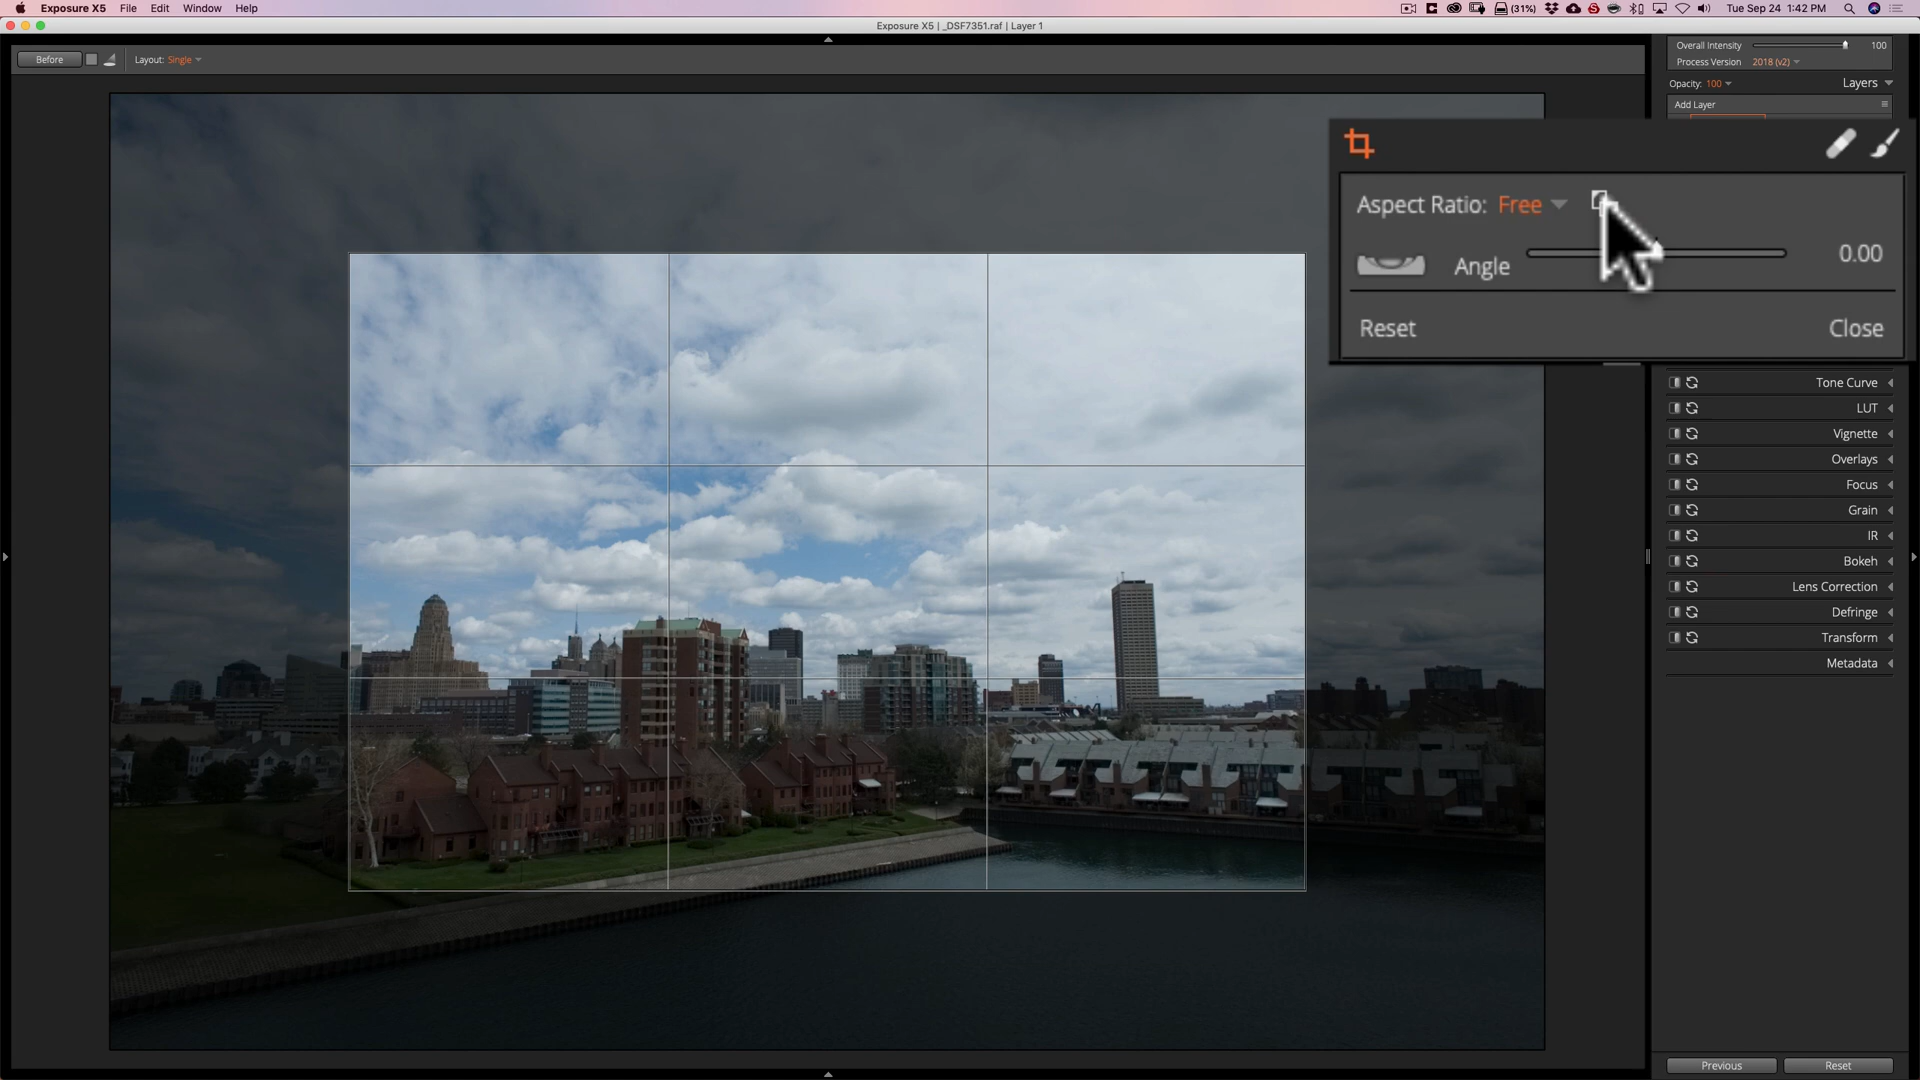 Exposure X5 File Edit Window Help
(31%) Tue Sep 24 1:42 PM
Exposure X5 | _DSF7351.raf | Layer 1
Before Layout: Single
Overall Intensity 100
Process Version 2018 (v2)
Opacity: 100 Layers
Add Layer
Aspect Ratio: Free
Angle 0.00
Reset Close
Tone Curve
LUT
Vignette
Overlays
Focus
Grain
IR
Bokeh
Lens Correction
Defringe
Transform
Metadata
Previous Reset